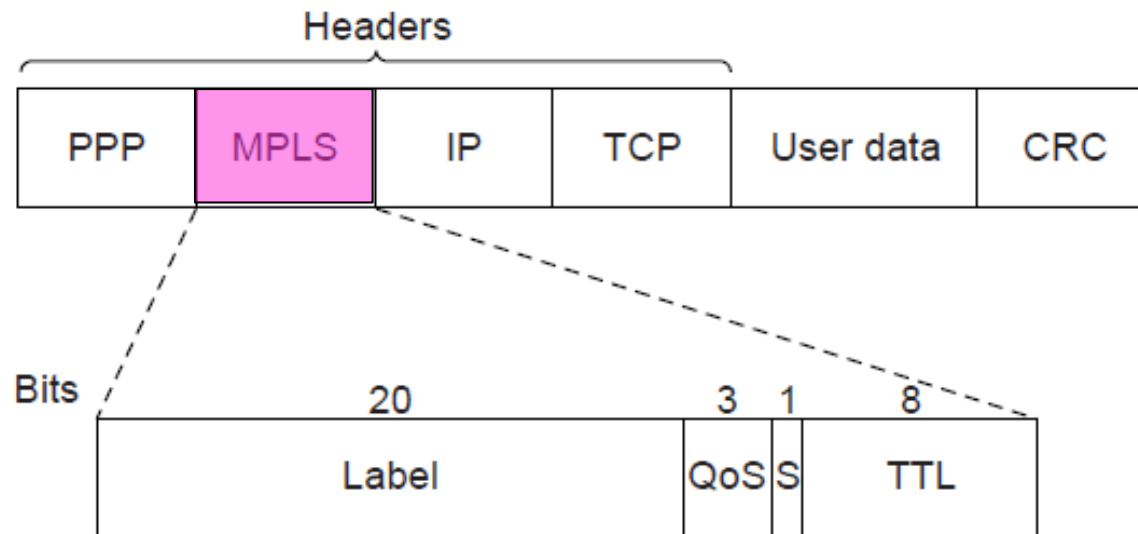 Headers
PPP MPLS IP TCP User data CRC
Bits 20 3 1 8
Label QoS S TTL